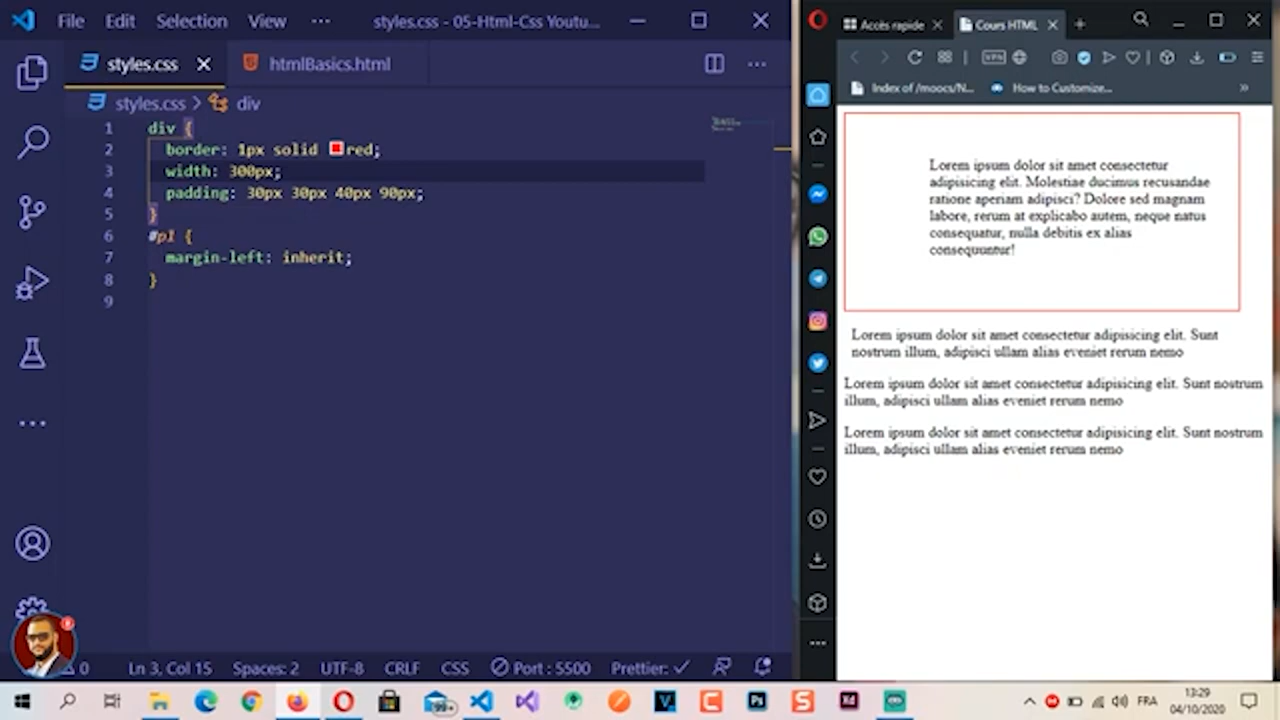 File Edit Selection View ··· styles.css - 05-Html-Css Youtu...
styles.css htmlBasics.html
styles.css > div
1 div {
2 border: 1px solid red;
3 width: 300px;
4 padding: 30px 30px 40px 90px;
5 }
6 #p1 {
7 margin-left: inherit;
8 }
9
0 Ln 3, Col 15 Spaces: 2 UTF-8 CRLF CSS Port : 5500 Prettier: ✓
Accès rapide Cours HTML
VPN
Index of /moocs/N... How to Customize... »
Lorem ipsum dolor sit amet consectetur
adipisicing elit. Molestiae ducimus recusandae
ratione aperiam adipisci? Dolore sed magnam
labore, rerum at explicabo autem, neque natus
consequatur, nulla debitis ex alias
consequuntur!
Lorem ipsum dolor sit amet consectetur adipisicing elit. Sunt
nostrum illum, adipisci ullam alias eveniet rerum nemo
Lorem ipsum dolor sit amet consectetur adipisicing elit. Sunt nostrum
illum, adipisci ullam alias eveniet rerum nemo
Lorem ipsum dolor sit amet consectetur adipisicing elit. Sunt nostrum
illum, adipisci ullam alias eveniet rerum nemo
99+ V C Ps S Xd FRA 13:29
04/10/2020